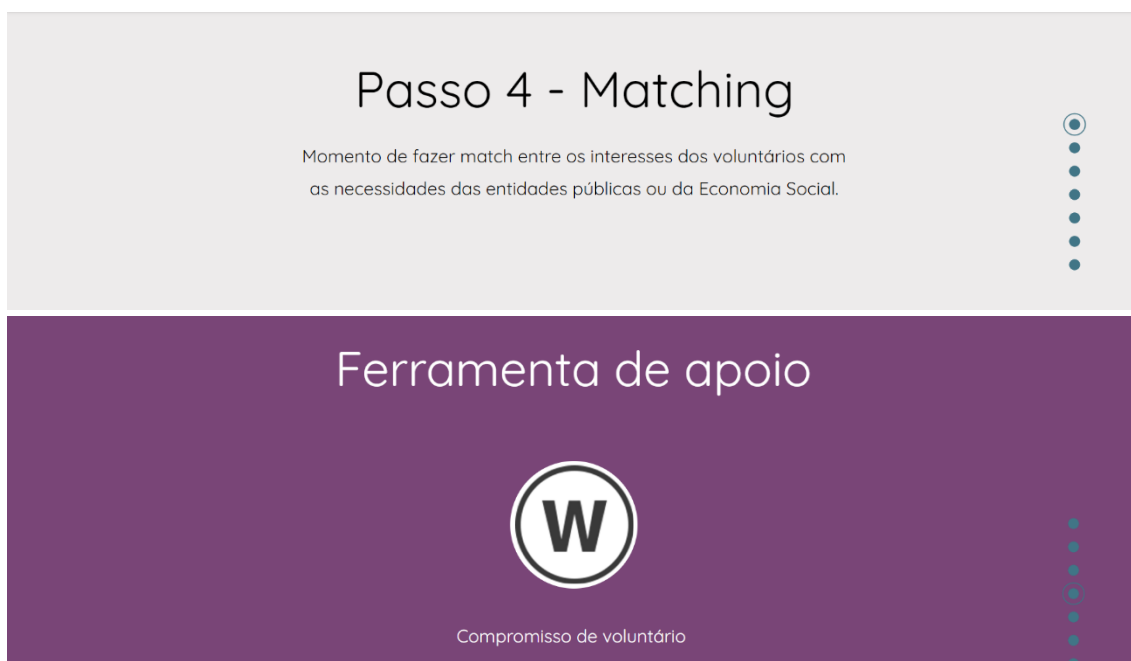 Passo 4 - Matching
Momento de fazer match entre os interesses dos voluntários com
as necessidades das entidades públicas ou da Economia Social.
Ferramenta de apoio
W
Compromisso de voluntário